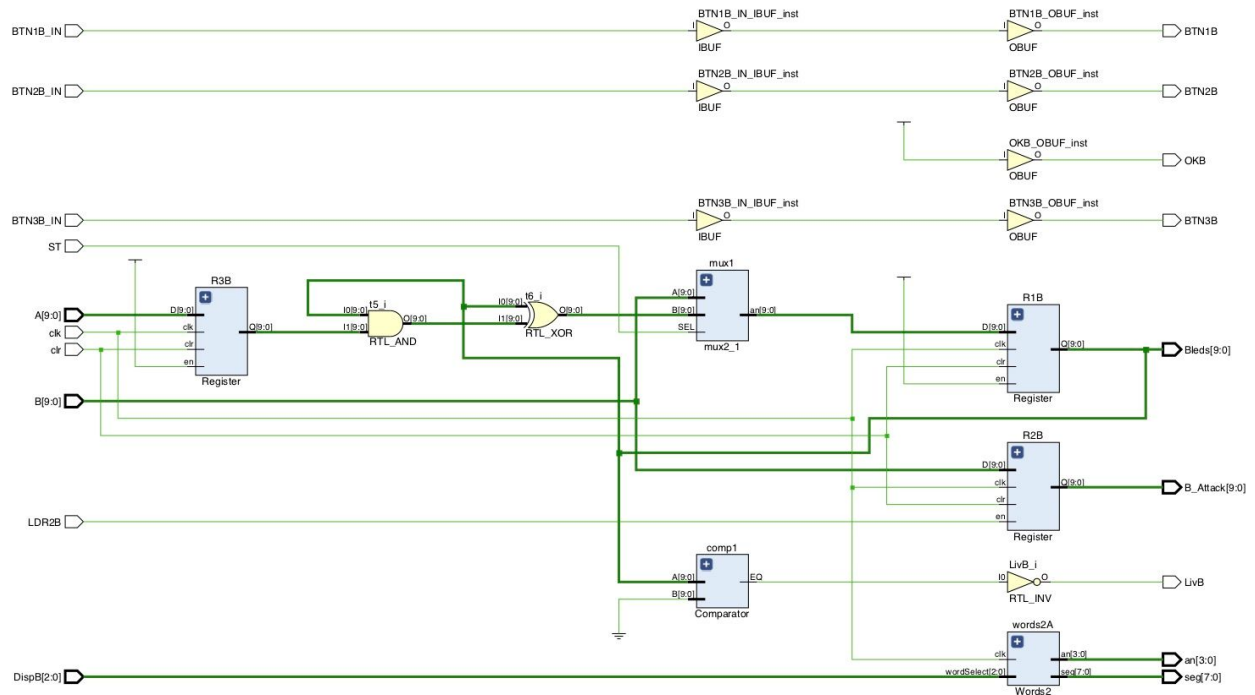 BTN1B_IN_IBUF_inst
BTN1B_OBUF_inst
BTN1B_IN
I
O
I
O
BTN1B
IBUF
OBUF
BTN2B_IN_IBUF_inst
BTN2B_OBUF_inst
BTN2B_IN
I
O
I
O
BTN2B
IBUF
OBUF
OKB_OBUF_inst
I
O
OKB
OBUF
BTN3B_IN_IBUF_inst
BTN3B_OBUF_inst
BTN3B_IN
I
O
I
O
BTN3B
IBUF
OBUF
ST
R3B
A[9:0]
clk
clr
D[9:0]
clk
clr
en
Q[9:0]
Register
t5_i
I0[9:0]
I1[9:0]
O[9:0]
RTL_AND
t6_i
I0[9:0]
I1[9:0]
O[9:0]
RTL_XOR
mux1
A[9:0]
B[9:0]
SEL
an[9:0]
mux2_1
R1B
D[9:0]
clk
clr
en
Q[9:0]
Register
Bleds[9:0]
B[9:0]
R2B
D[9:0]
clk
clr
en
Q[9:0]
Register
B_Attack[9:0]
LDR2B
comp1
A[9:0]
B[9:0]
EQ
Comparator
LivB_i
I0
O
RTL_INV
LivB
words2A
clk
wordSelect[2:0]
an[3:0]
seg[7:0]
Words2
an[3:0]
seg[7:0]
DispB[2:0]